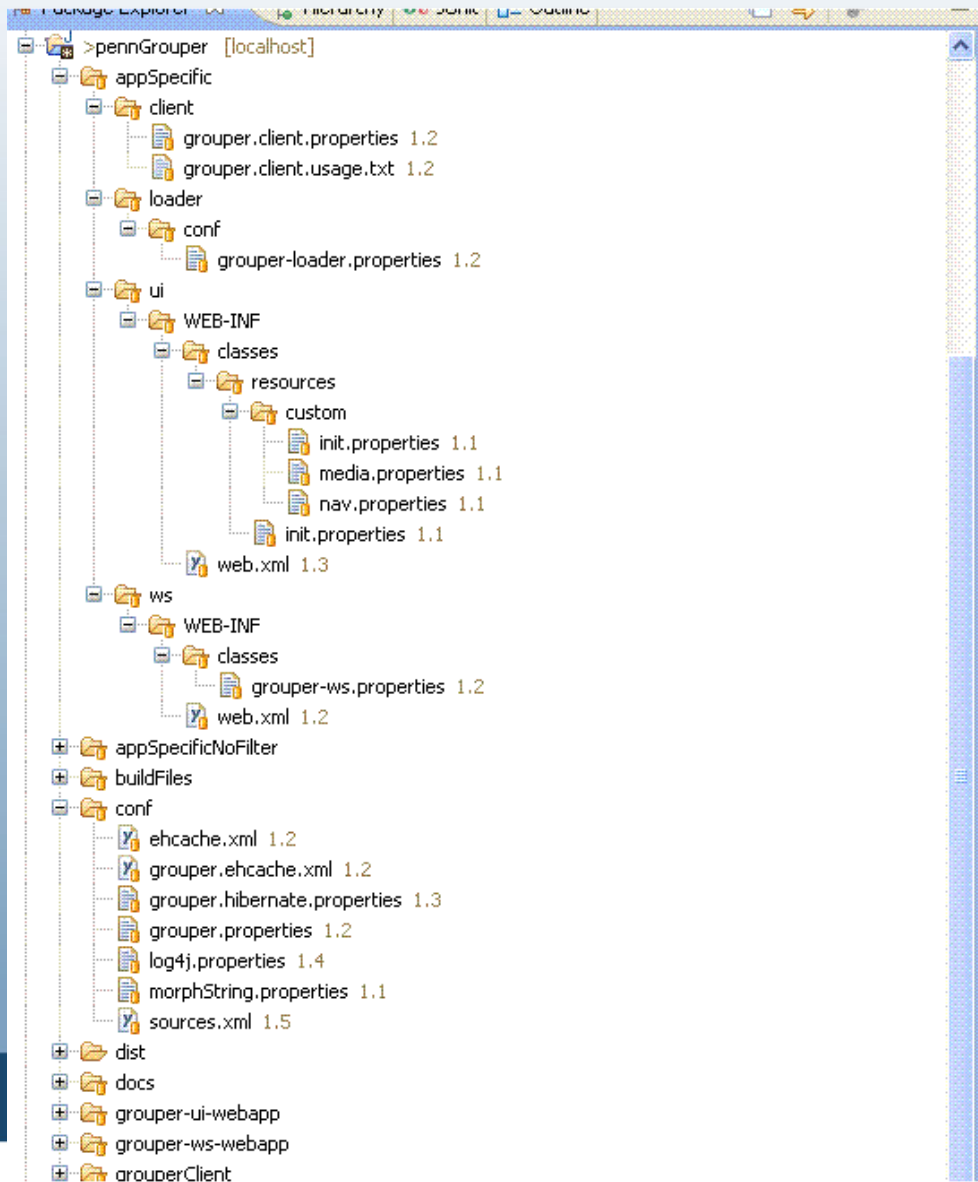 Package Explorer Hierarchy Outline
>pennGrouper [localhost]
appSpecific
client
grouper.client.properties 1.2
grouper.client.usage.txt 1.2
loader
conf
grouper-loader.properties 1.2
ui
WEB-INF
classes
resources
custom
init.properties 1.1
media.properties 1.1
nav.properties 1.1
init.properties 1.1
web.xml 1.3
ws
WEB-INF
classes
grouper-ws.properties 1.2
web.xml 1.2
appSpecificNoFilter
buildFiles
conf
ehcache.xml 1.2
grouper.ehcache.xml 1.2
grouper.hibernate.properties 1.3
grouper.properties 1.2
log4j.properties 1.4
morphString.properties 1.1
sources.xml 1.5
dist
docs
grouper-ui-webapp
grouper-ws-webapp
grouperClient